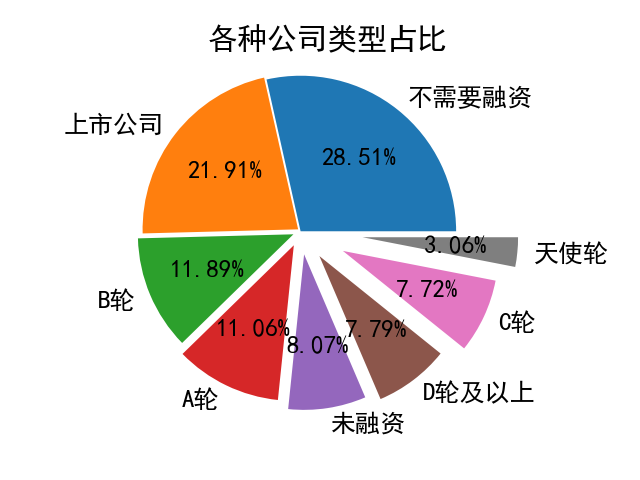 各种公司类型占比
不需要融资
28.51%
上市公司
21.91%
B轮
11.89%
A轮
11.06%
未融资
8.07%
D轮及以上
7.79%
C轮
7.72%
天使轮
3.06%